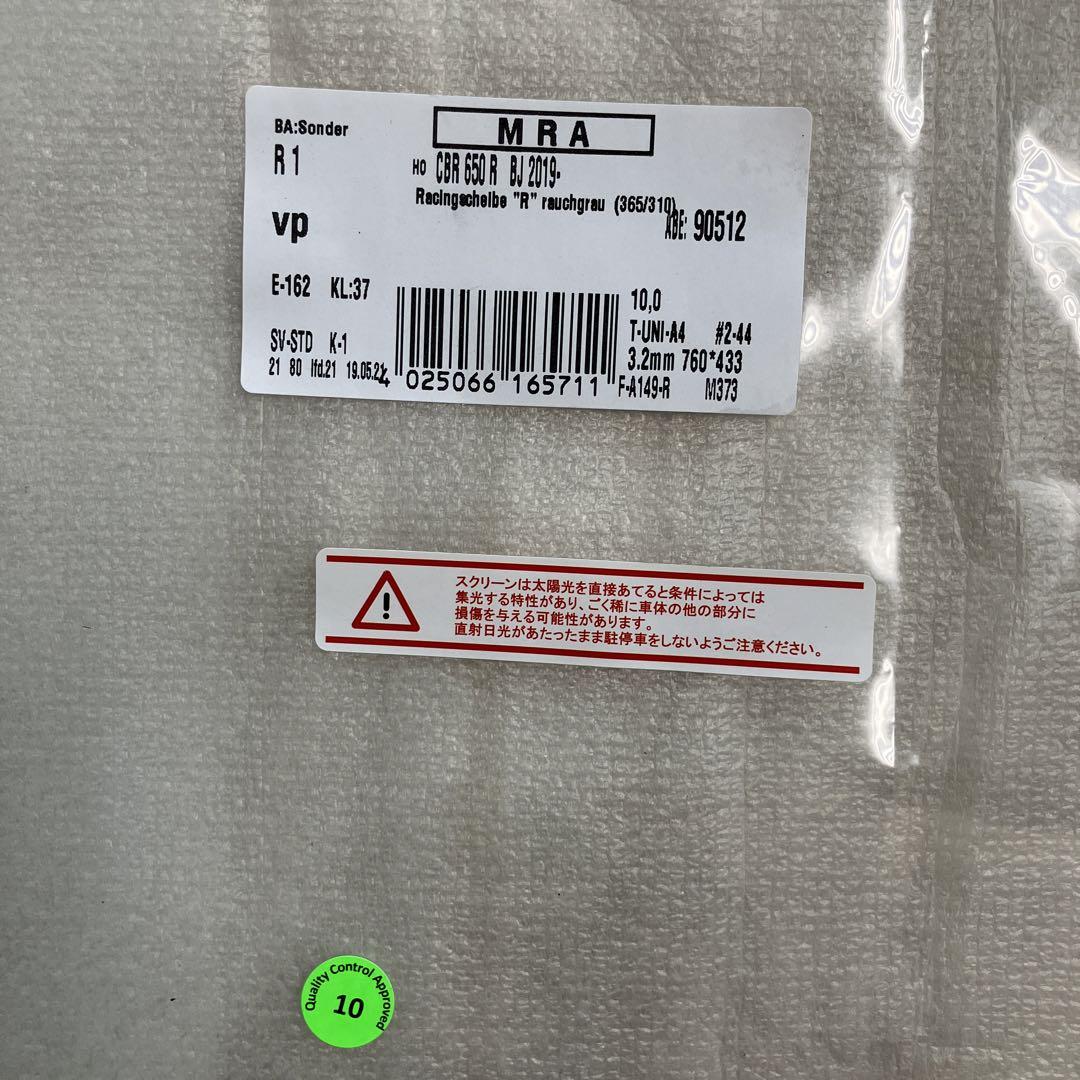 BA:Sonder
MRA
R 1
HO CBR 650 R BJ 2019-
Racingscheibe "R" rauchgrau (365/310)
vp
ABE: 90512
E-162 KL:37
10,0
SV-STD K-1
T-UNI-A4 #2-44
3.2mm 760*433
21 80 lfd.21 19.05.21
4 025066 165711
F-A149-R M373
スクリーンは太陽光を直接あてると条件によっては
集光する特性があり、ごく稀に車体の他の部分に
損傷を与える可能性があります。
直射日光があたったまま駐停車をしないようご注意ください。
Quality Control Approved
10